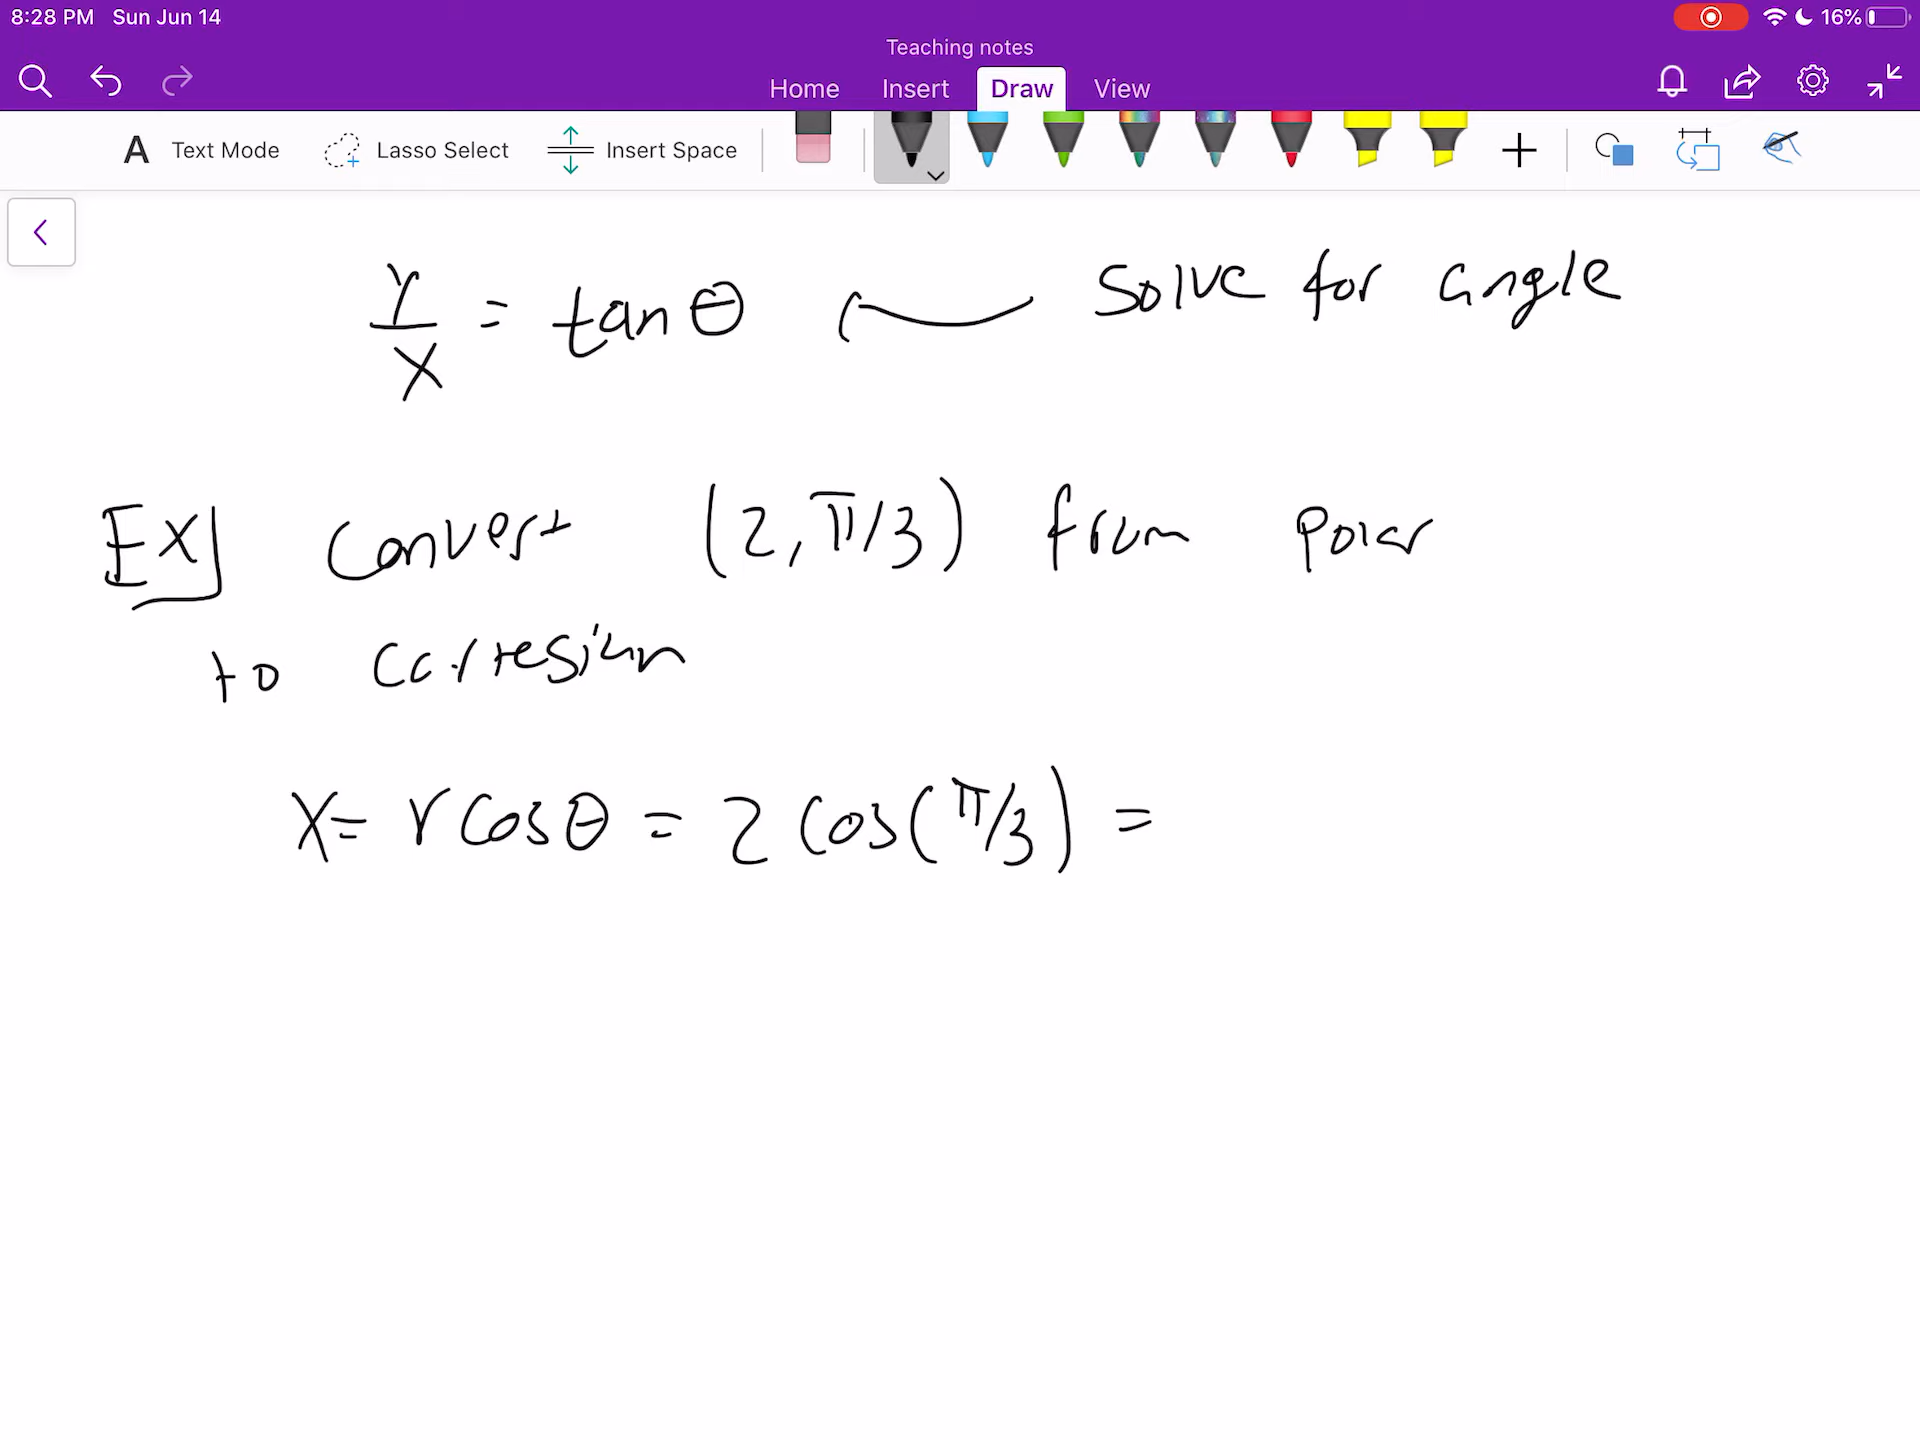 8:28 PM Sun Jun 14 16%
Teaching notes
Home Insert Draw View
A Text Mode Lasso Select Insert Space
y/x = tan θ solve for angle
Ex] Convert (2, π/3) from polar
to cartesian
x = r cos θ = 2 cos(π/3) =